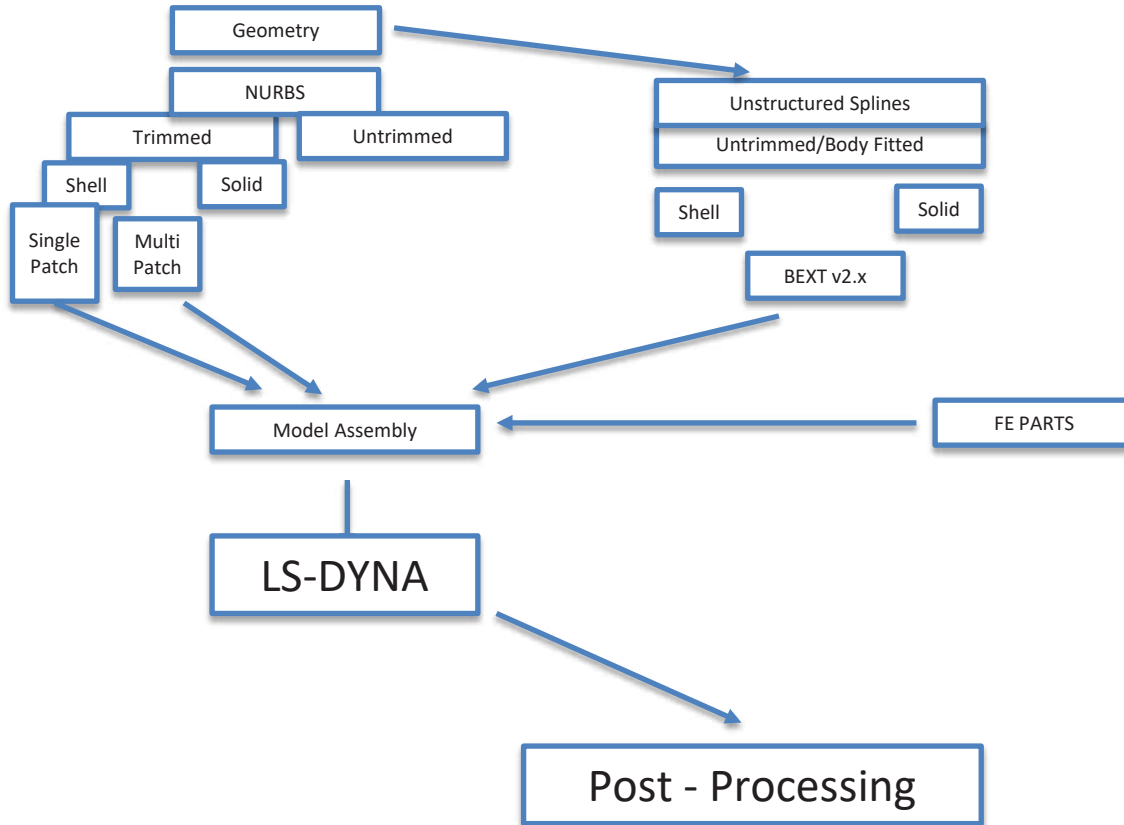 Geometry
NURBS
Unstructured Splines
Trimmed
Untrimmed
Untrimmed/Body Fitted
Shell
Solid
Shell
Solid
Single
Patch
Multi
Patch
BEXT v2.x
Model Assembly
FE PARTS
LS-DYNA
Post - Processing